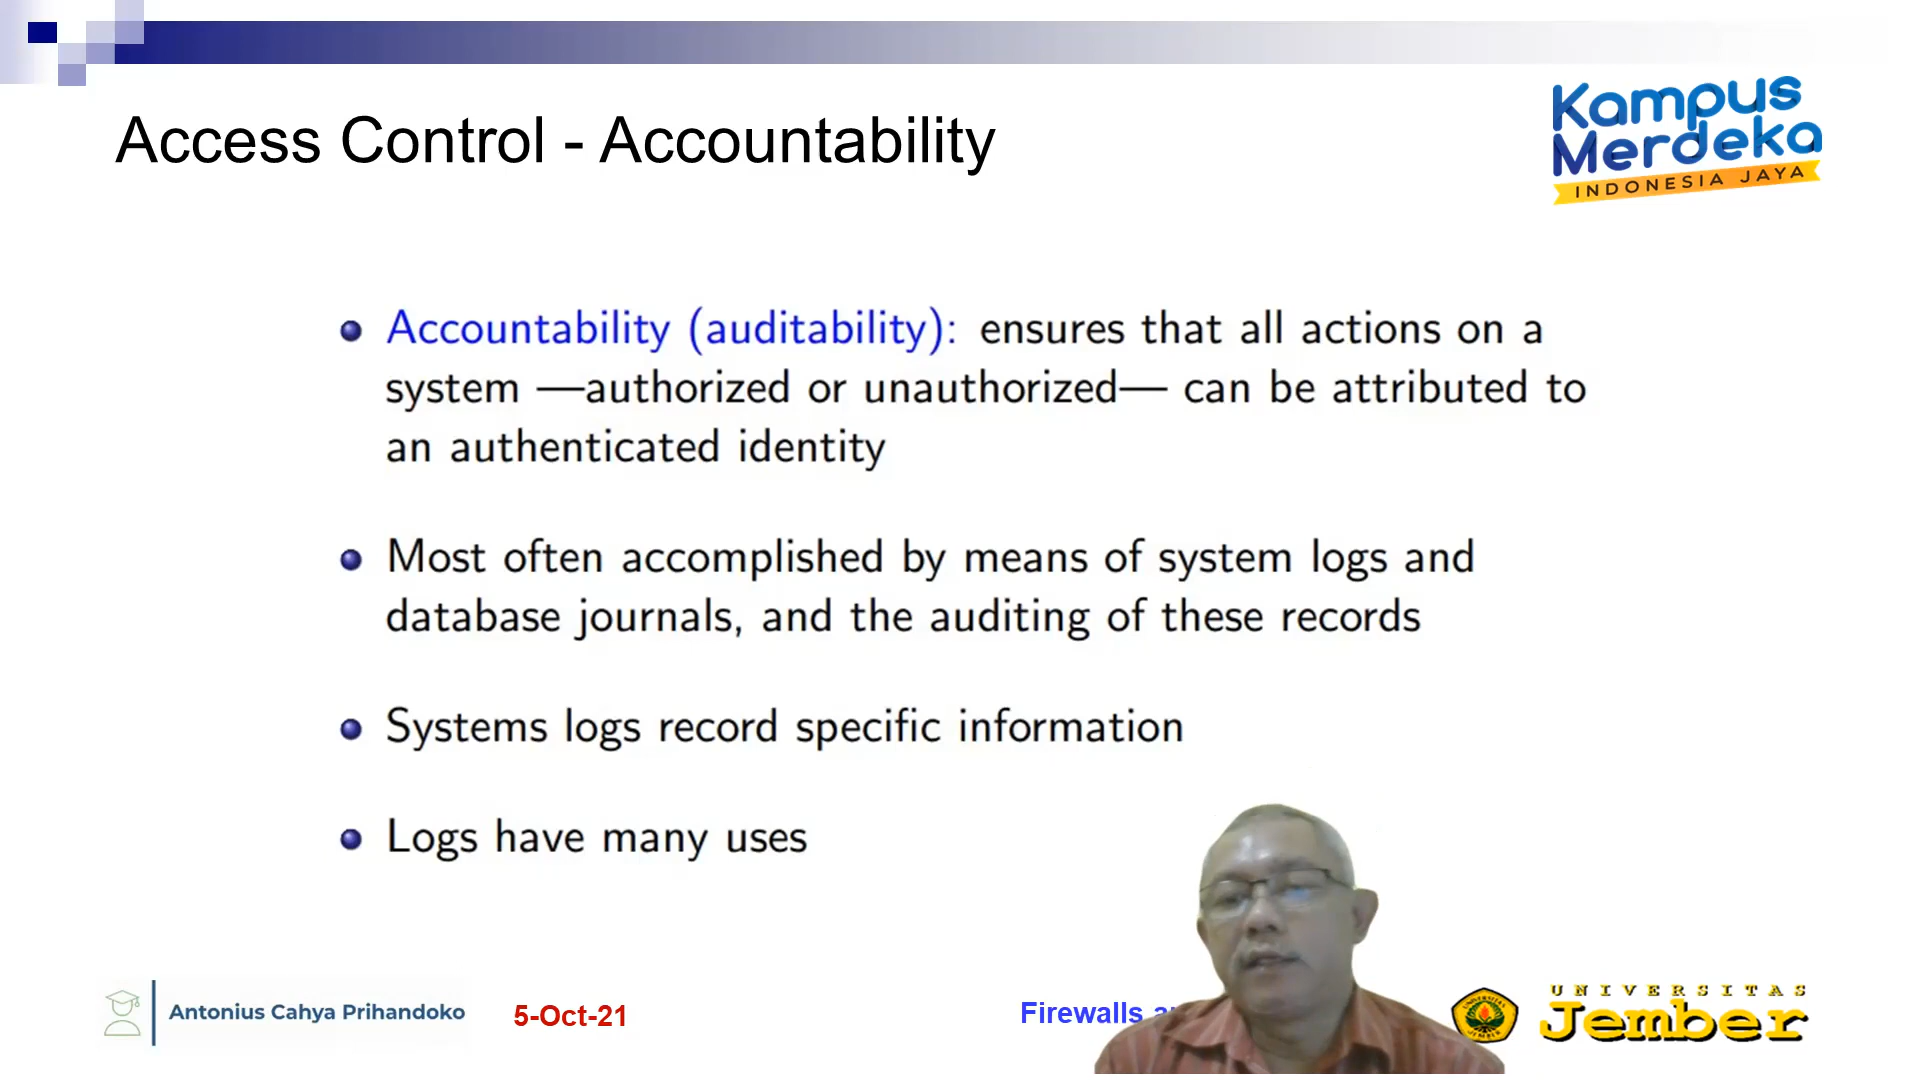 Access Control - Accountability
Kampus
Merdeka
INDONESIA JAYA
Accountability (auditability): ensures that all actions on a
system —authorized or unauthorized— can be attributed to
an authenticated identity
Most often accomplished by means of system logs and
database journals, and the auditing of these records
Systems logs record specific information
Logs have many uses
Antonius Cahya Prihandoko
5-Oct-21
Firewalls
UNIVERSITAS
Jember